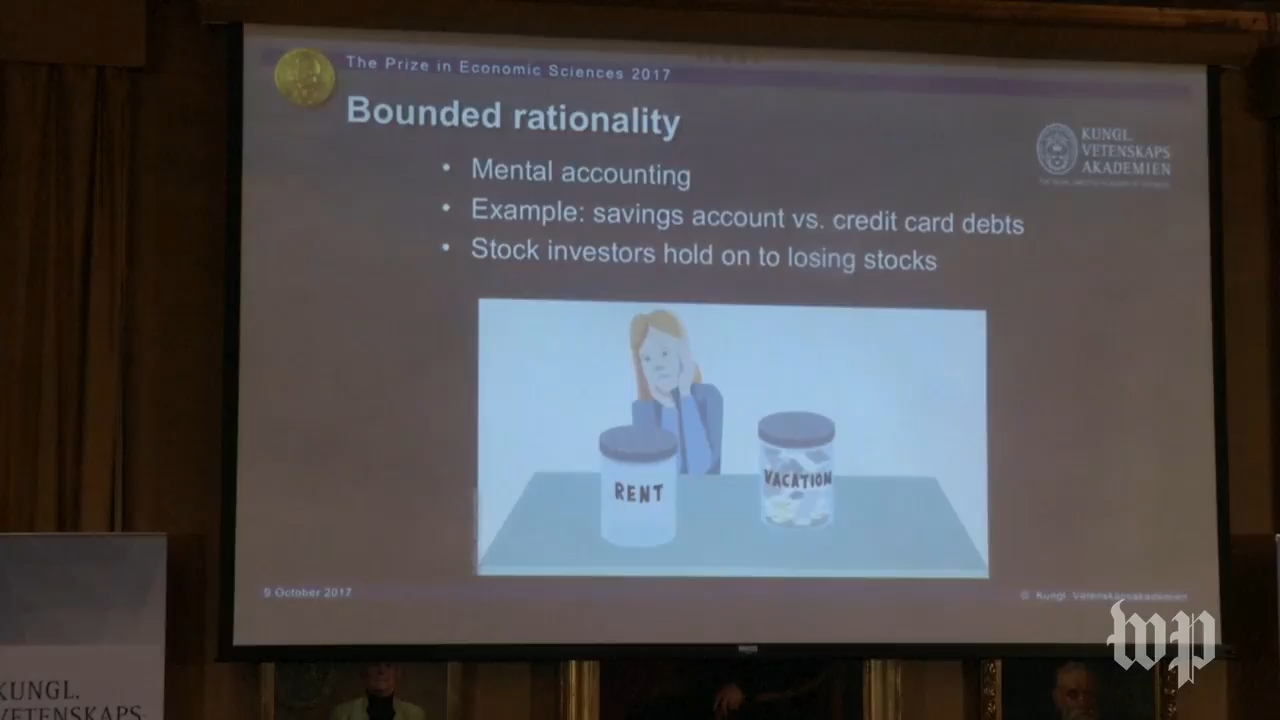 The Prize in Economic Sciences 2017
Bounded rationality
KUNGL.
VETENSKAPS
AKADEMIEN
• Mental accounting
• Example: savings account vs. credit card debts
• Stock investors hold on to losing stocks
RENT
VACATION
9 October 2017
© Kungl. Vetenskapsakademien
wp
KUNGL.
VETENSKAPS